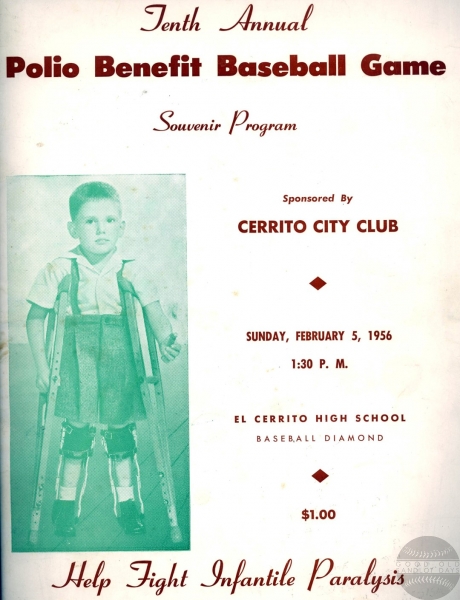 Tenth Annual
Polio Benefit Baseball Game
Souvenir Program
Sponsored By
CERRITO CITY CLUB
SUNDAY, FEBRUARY 5, 1956
1:30 P. M.
EL CERRITO HIGH SCHOOL
BASEBALL DIAMOND
$1.00
Help Fight Infantile Paralysis